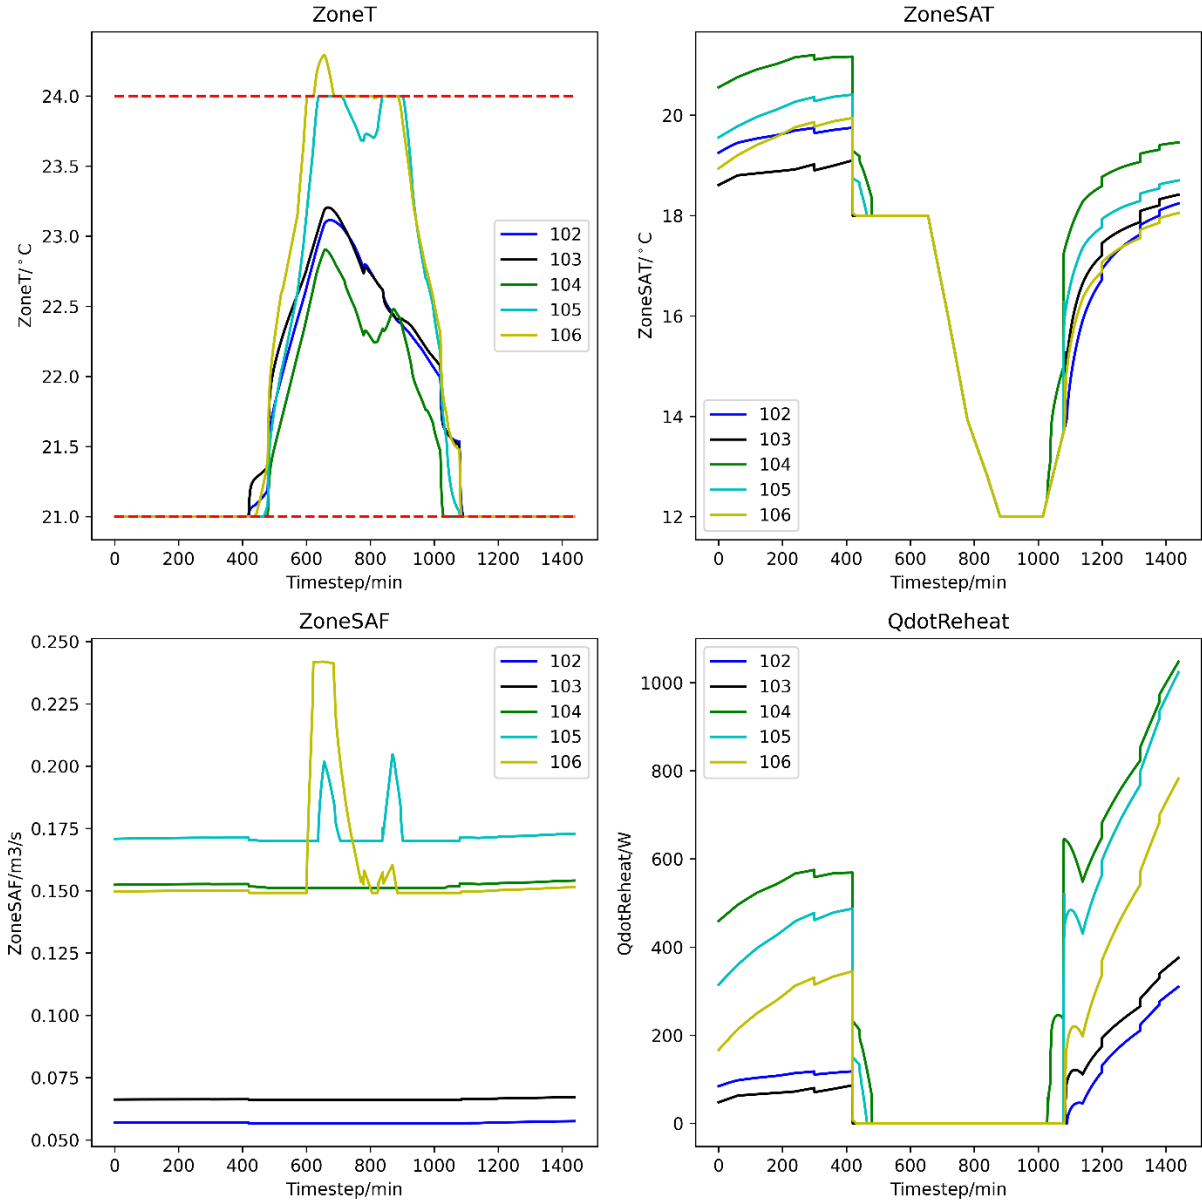 ZoneT
ZoneT/° C
24.0
23.5
23.0
22.5
22.0
21.5
21.0
102
103
104
105
106
0 200 400 600 800 1000 1200 1400
Timestep/min
ZoneSAT
ZoneSAT/° C
20
18
16
14
12
102
103
104
105
106
0 200 400 600 800 1000 1200 1400
Timestep/min
ZoneSAF
ZoneSAF/m3/s
0.250
0.225
0.200
0.175
0.150
0.125
0.100
0.075
0.050
102
103
104
105
106
0 200 400 600 800 1000 1200 1400
Timestep/min
QdotReheat
QdotReheat/W
1000
800
600
400
200
0
102
103
104
105
106
0 200 400 600 800 1000 1200 1400
Timestep/min